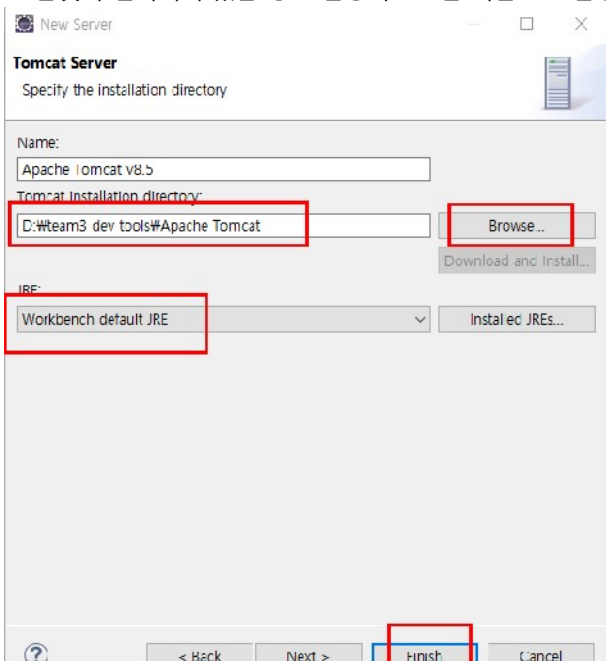 New Server
Tomcat Server
Specify the installation directory
Name:
Apache Tomcat v8.5
Tomcat installation directory:
D:₩team3 dev tools₩Apache Tomcat
Browse...
Download and Install...
JRE:
Workbench default JRE
Installed JREs...
?
< Back
Next >
Finish
Cancel